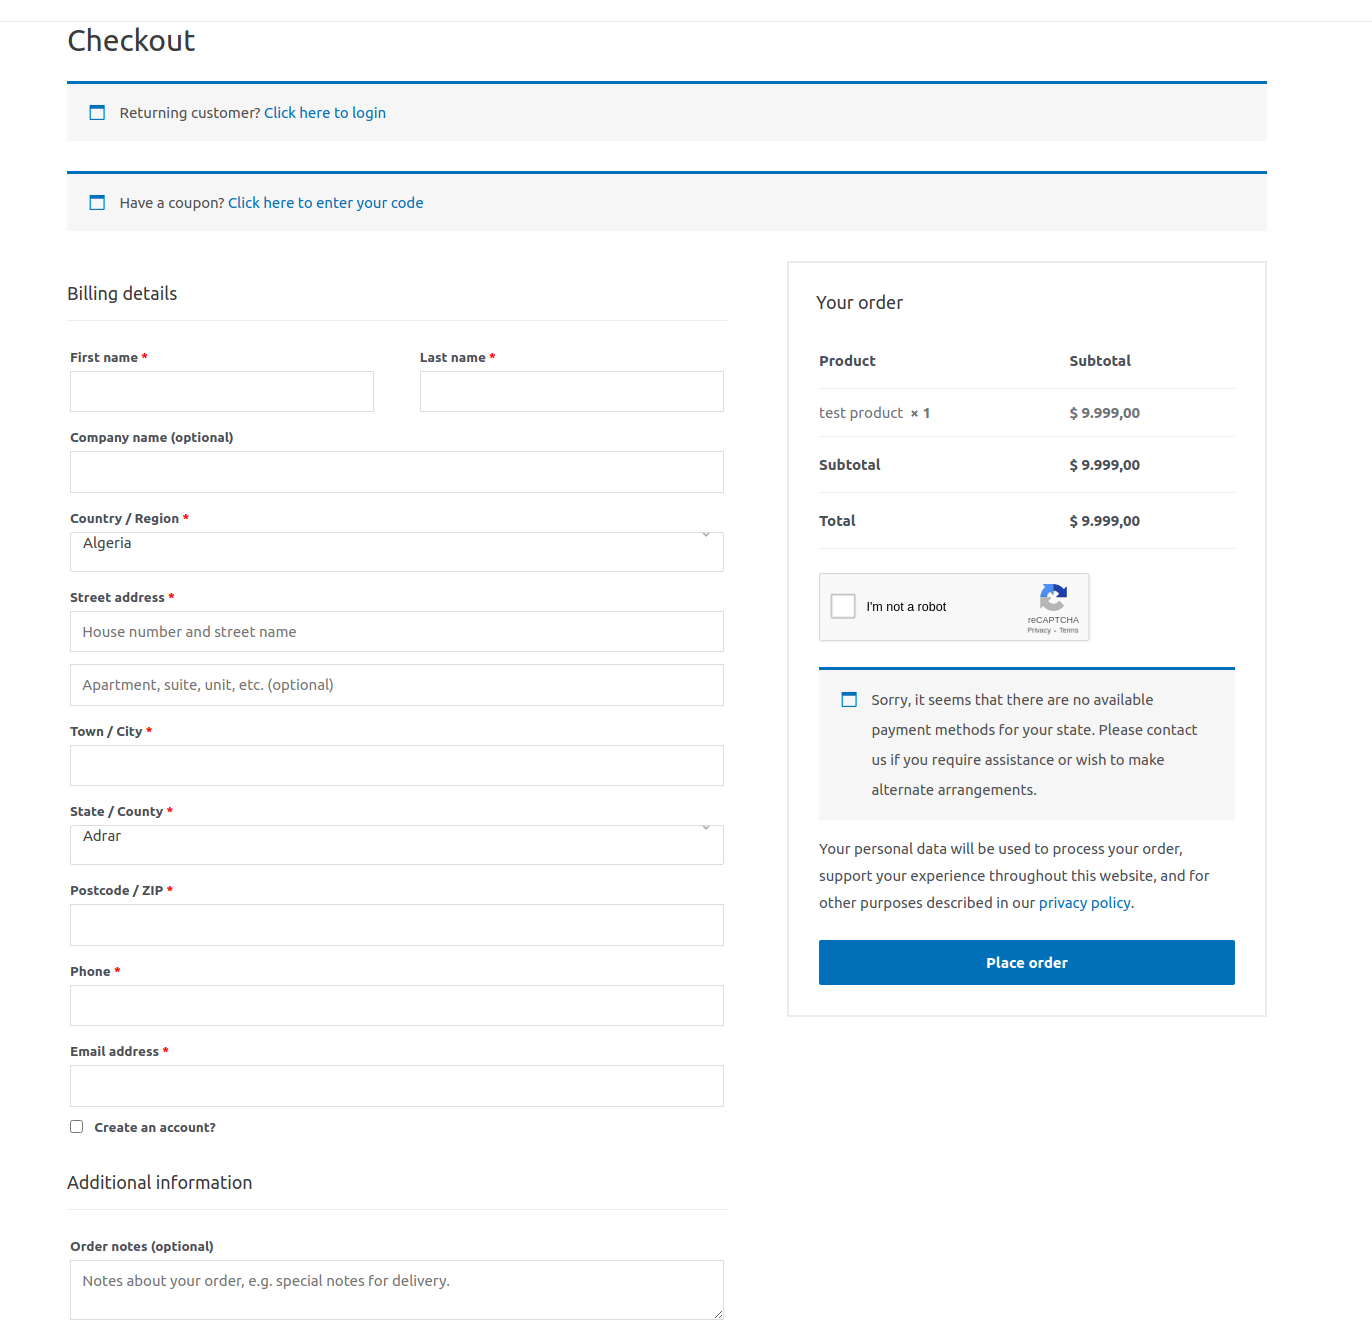 Checkout
Returning customer? Click here to login
Have a coupon? Click here to enter your code
Billing details
First name *
Last name *
Company name (optional)
Country / Region *
Algeria
Street address *
House number and street name
Apartment, suite, unit, etc. (optional)
Town / City *
State / County *
Adrar
Postcode / ZIP *
Phone *
Email address *
Create an account?
Additional information
Order notes (optional)
Notes about your order, e.g. special notes for delivery.
Your order
Product Subtotal
test product × 1 $ 9.999,00
Subtotal $ 9.999,00
Total $ 9.999,00
I'm not a robot
reCAPTCHA
Privacy - Terms
Sorry, it seems that there are no available
payment methods for your state. Please contact
us if you require assistance or wish to make
alternate arrangements.
Your personal data will be used to process your order,
support your experience throughout this website, and for
other purposes described in our privacy policy.
Place order